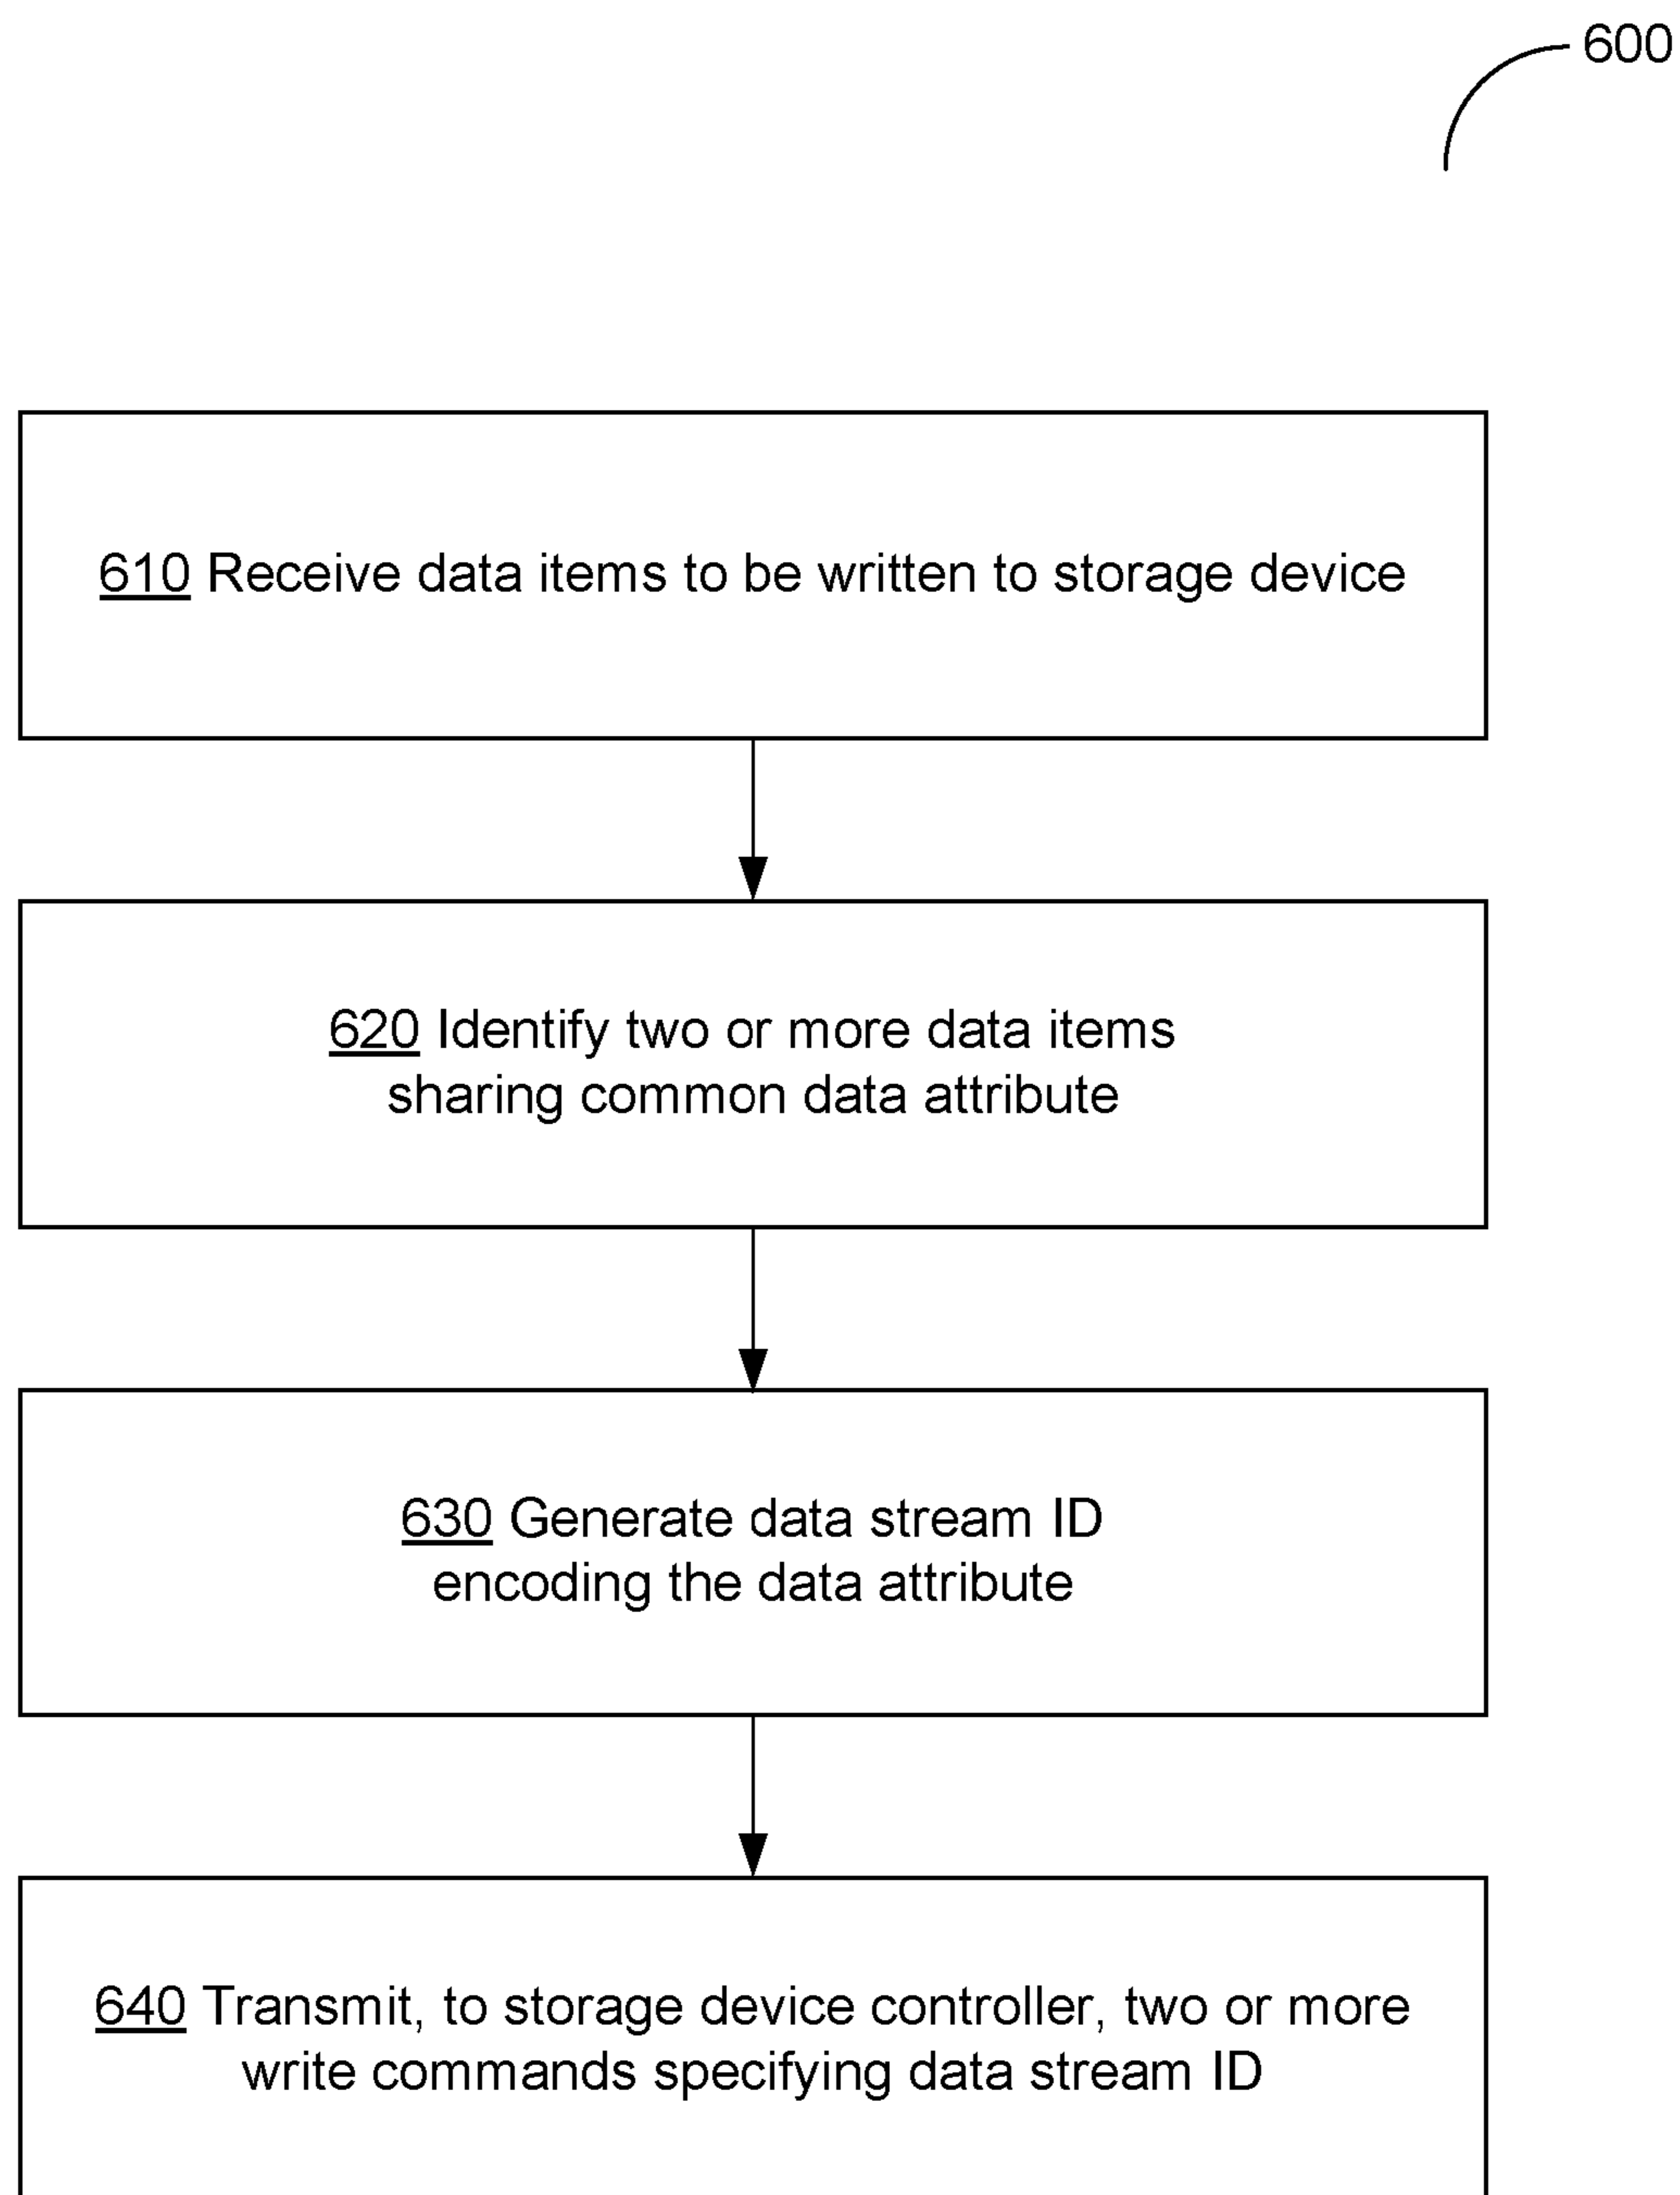 600
610 Receive data items to be written to storage device
620 Identify two or more data items
sharing common data attribute
630 Generate data stream ID
encoding the data attribute
640 Transmit, to storage device controller, two or more
write commands specifying data stream ID